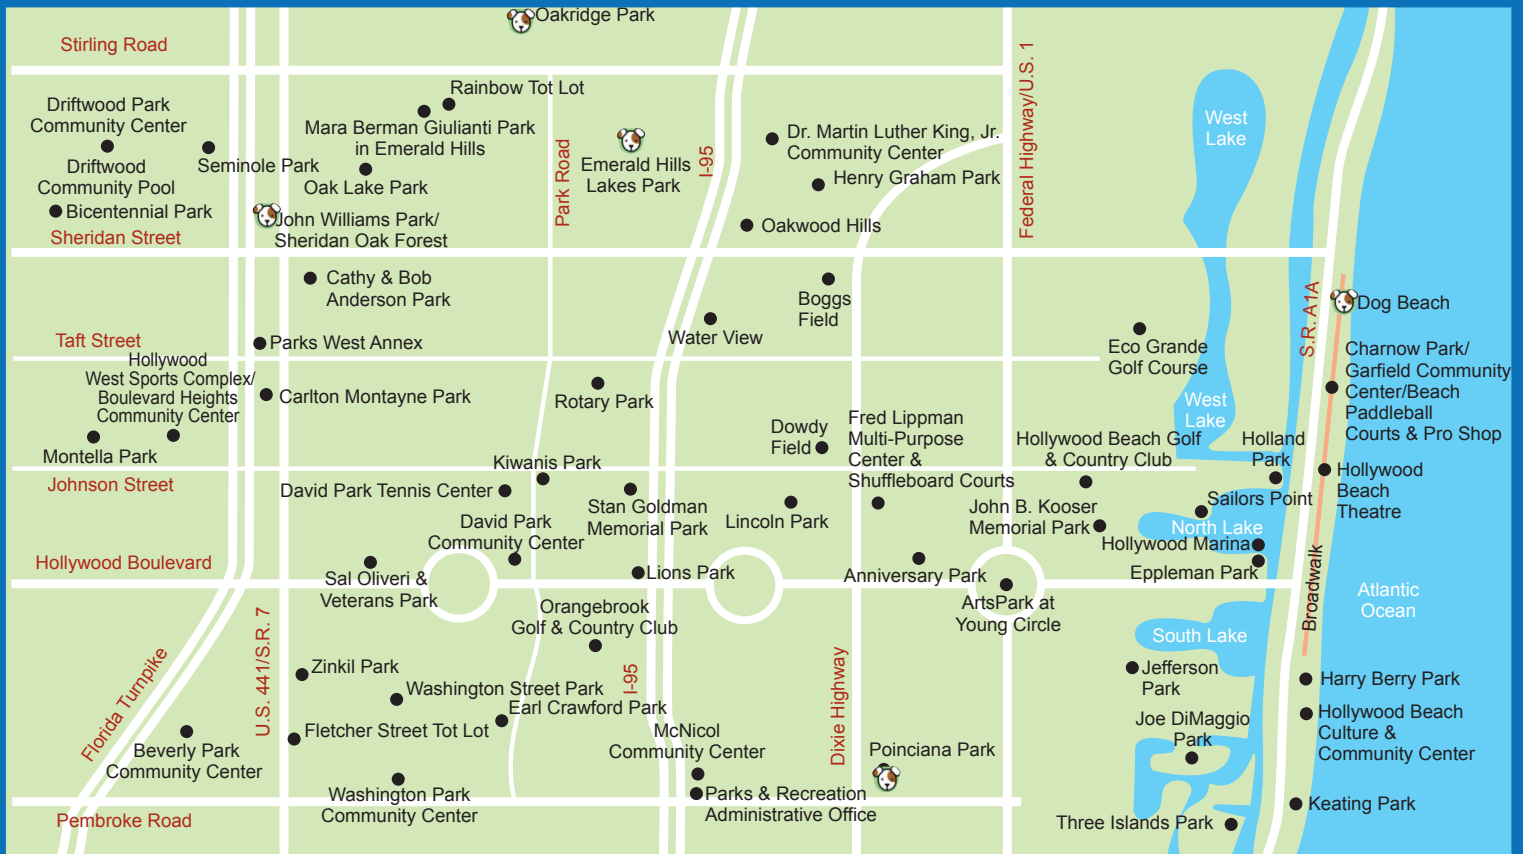 Oakridge Park
Stirling Road
Rainbow Tot Lot
Driftwood Park
Community Center
Mara Berman Giulianti Park
in Emerald Hills
Dr. Martin Luther King, Jr.
Community Center
West
Lake
Driftwood
Community Pool
Seminole Park
Oak Lake Park
Park Road
Emerald Hills
Lakes Park
I-95
Henry Graham Park
Federal Highway/U.S. 1
Bicentennial Park
John Williams Park/
Sheridan Oak Forest
Oakwood Hills
Sheridan Street
Cathy & Bob
Anderson Park
Boggs
Field
S.R. A1A
Dog Beach
Taft Street
Parks West Annex
Water View
Eco Grande
Golf Course
Charnow Park/
Garfield Community
Center/Beach
Paddleball
Courts & Pro Shop
Hollywood
West Sports Complex/
Boulevard Heights
Community Center
Carlton Montayne Park
Rotary Park
West
Lake
Montella Park
Dowdy
Field
Fred Lippman
Multi-Purpose
Center &
Shuffleboard Courts
Hollywood Beach Golf
& Country Club
Holland
Park
Hollywood
Beach
Theatre
Johnson Street
Kiwanis Park
David Park Tennis Center
Stan Goldman
Memorial Park
Lincoln Park
John B. Kooser
Memorial Park
Sailors Point
North Lake
David Park
Community Center
Hollywood Marina
Hollywood Boulevard
Sal Oliveri &
Veterans Park
Lions Park
Anniversary Park
Eppleman Park
ArtsPark at
Young Circle
Broadwalk
Atlantic
Ocean
Orangebrook
Golf & Country Club
South Lake
Florida Turnpike
U.S. 441/S.R. 7
Zinkil Park
Washington Street Park
Earl Crawford Park
I-95
Dixie Highway
Jefferson
Park
Harry Berry Park
Fletcher Street Tot Lot
Beverly Park
Community Center
McNicol
Community Center
Poinciana Park
Joe DiMaggio
Park
Hollywood Beach
Culture &
Community Center
Washington Park
Community Center
Parks & Recreation
Administrative Office
Keating Park
Pembroke Road
Three Islands Park